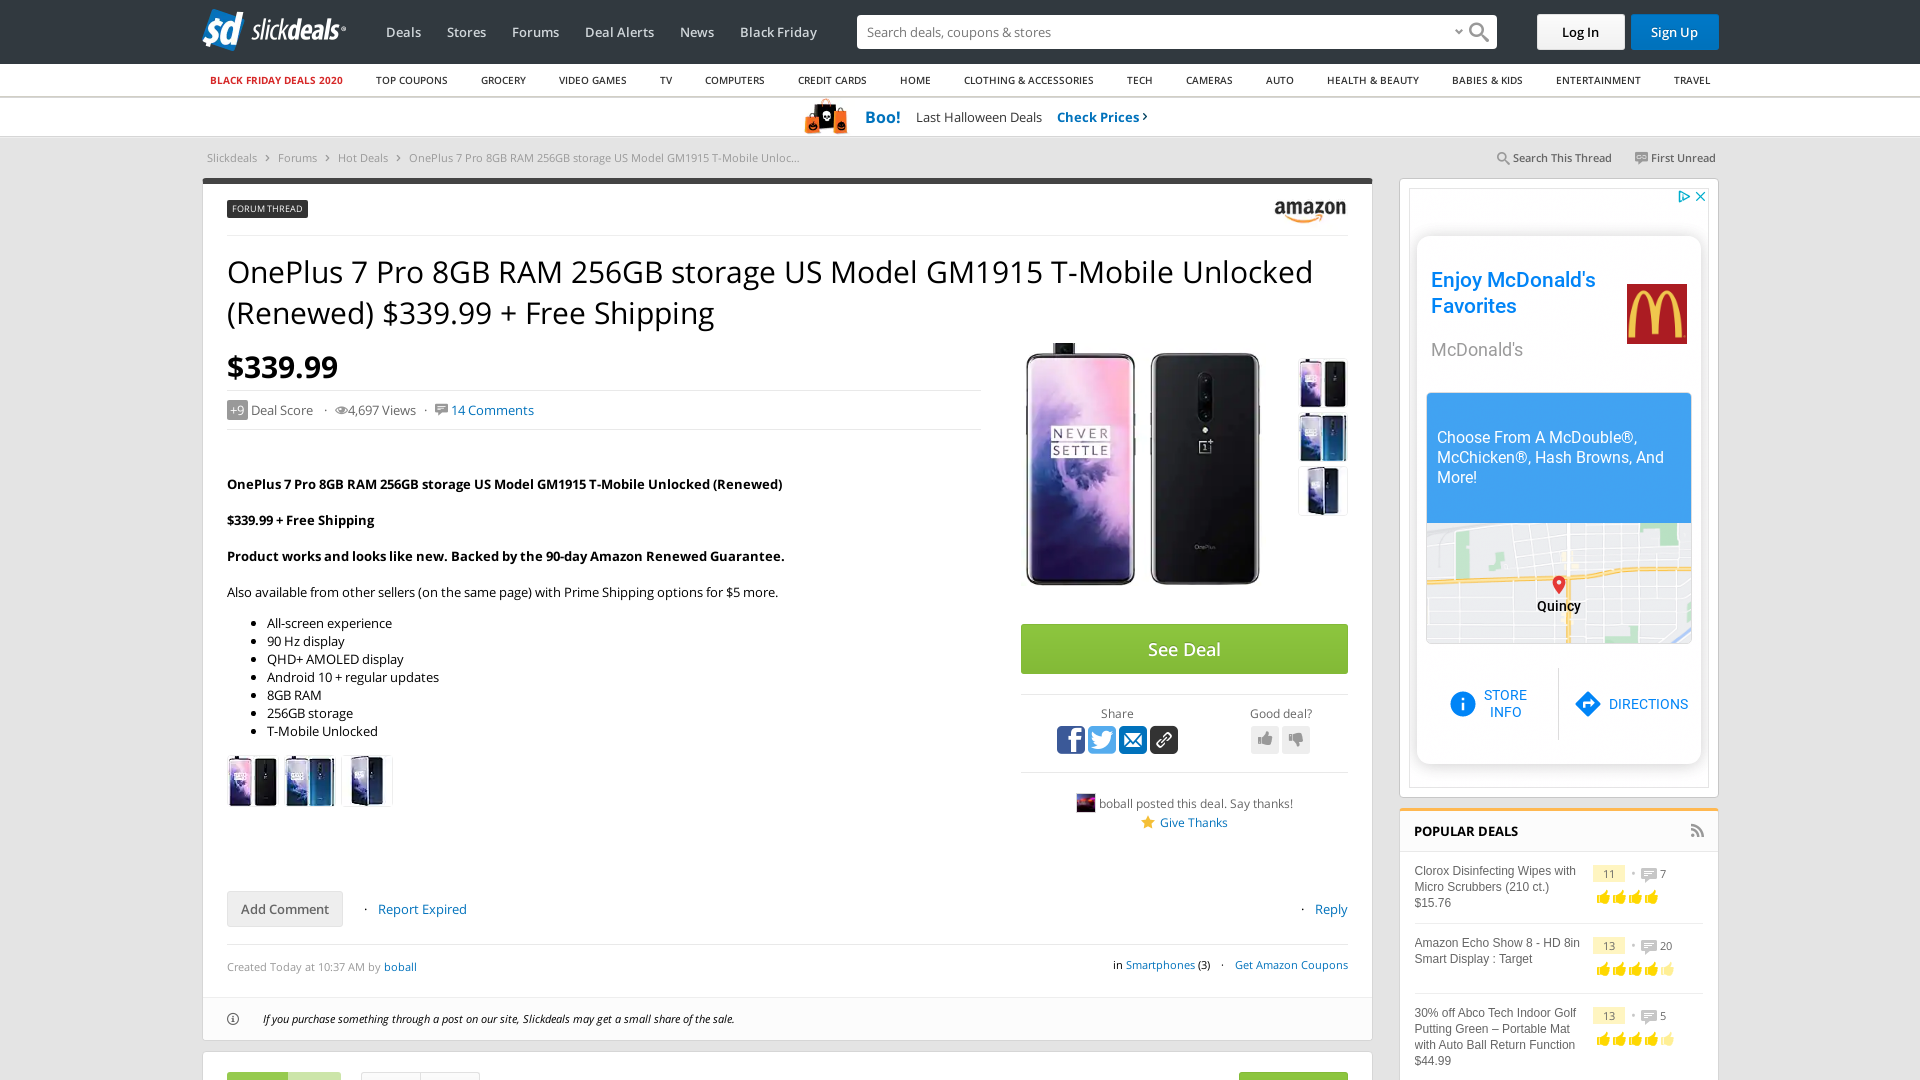 sd slickdeals
Deals
Stores
Forums
Deal Alerts
News
Black Friday
Search deals, coupons & stores
Log In
Sign Up
BLACK FRIDAY DEALS 2020
TOP COUPONS
GROCERY
VIDEO GAMES
TV
COMPUTERS
CREDIT CARDS
HOME
CLOTHING & ACCESSORIES
TECH
CAMERAS
AUTO
HEALTH & BEAUTY
BABIES & KIDS
ENTERTAINMENT
TRAVEL
Boo! Last Halloween Deals Check Prices ›
Slickdeals › Forums › Hot Deals › OnePlus 7 Pro 8GB RAM 256GB storage US Model GM1915 T-Mobile Unloc...
Search This Thread
First Unread
FORUM THREAD
amazon
OnePlus 7 Pro 8GB RAM 256GB storage US Model GM1915 T-Mobile Unlocked
(Renewed) $339.99 + Free Shipping
$339.99
+9 Deal Score · 4,697 Views · 14 Comments
OnePlus 7 Pro 8GB RAM 256GB storage US Model GM1915 T-Mobile Unlocked (Renewed)
$339.99 + Free Shipping
Product works and looks like new. Backed by the 90-day Amazon Renewed Guarantee.
Also available from other sellers (on the same page) with Prime Shipping options for $5 more.
• All-screen experience
• 90 Hz display
• QHD+ AMOLED display
• Android 10 + regular updates
• 8GB RAM
• 256GB storage
• T-Mobile Unlocked
NEVER
SETTLE
OnePlus
See Deal
Share
Good deal?
boball posted this deal. Say thanks!
Give Thanks
Add Comment
· Report Expired
· Reply
Created Today at 10:37 AM by boball
in Smartphones (3) · Get Amazon Coupons
If you purchase something through a post on our site, Slickdeals may get a small share of the sale.
Enjoy McDonald's
Favorites
McDonald's
Choose From A McDouble®,
McChicken®, Hash Browns, And
More!
Quincy
STORE
INFO
DIRECTIONS
POPULAR DEALS
Clorox Disinfecting Wipes with
Micro Scrubbers (210 ct.)
$15.76
11 • 7
Amazon Echo Show 8 - HD 8in
Smart Display : Target
13 • 20
30% off Abco Tech Indoor Golf
Putting Green – Portable Mat
with Auto Ball Return Function
$44.99
13 • 5